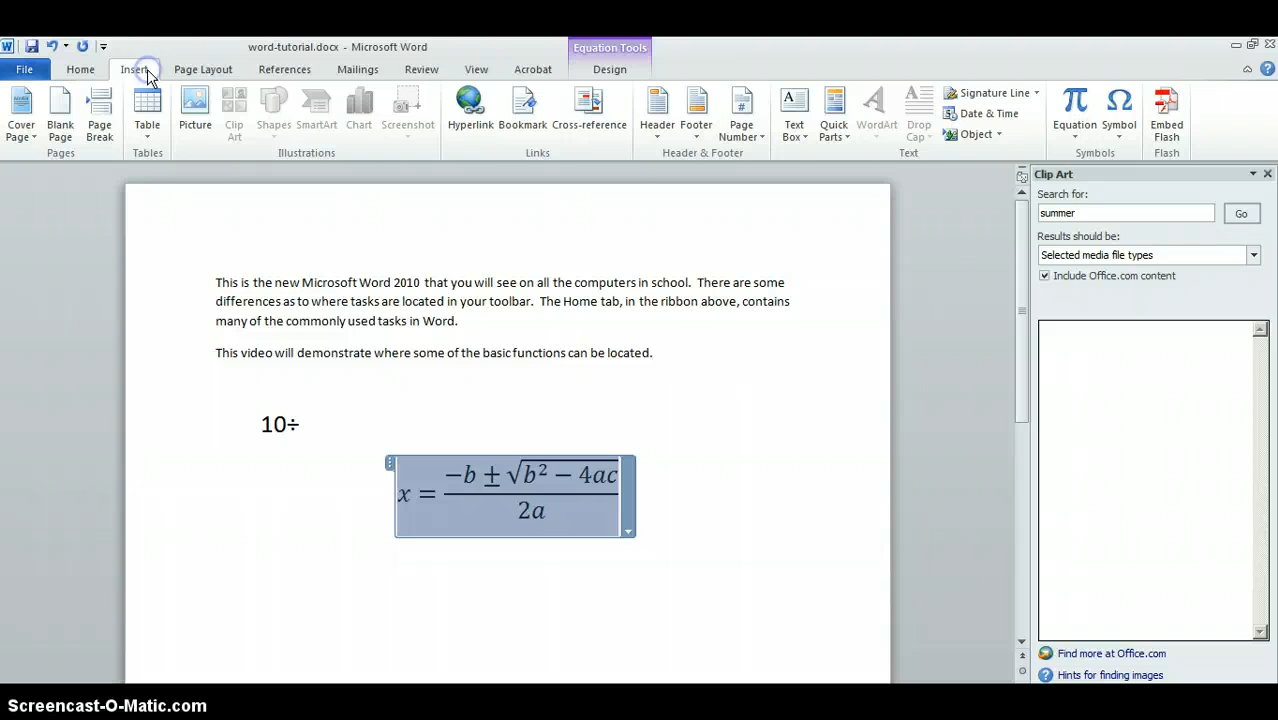 word-tutorial.docx - Microsoft Word
Equation Tools
File Home Insert Page Layout References Mailings Review View Acrobat Design
Cover Page
Blank Page
Page Break
Pages
Table
Tables
Picture
Clip Art
Shapes
SmartArt
Chart
Screenshot
Illustrations
Hyperlink
Bookmark
Cross-reference
Links
Header
Footer
Page Number
Header & Footer
Text Box
Quick Parts
WordArt
Drop Cap
Signature Line
Date & Time
Object
Text
Equation
Symbol
Symbols
Embed Flash
Flash
This is the new Microsoft Word 2010 that you will see on all the computers in school. There are some
differences as to where tasks are located in your toolbar. The Home tab, in the ribbon above, contains
many of the commonly used tasks in Word.
This video will demonstrate where some of the basic functions can be located.
10÷
x = (−b ± √(b² − 4ac)) / 2a
Clip Art
Search for:
summer
Go
Results should be:
Selected media file types
Include Office.com content
Find more at Office.com
Hints for finding images
Screencast-O-Matic.com